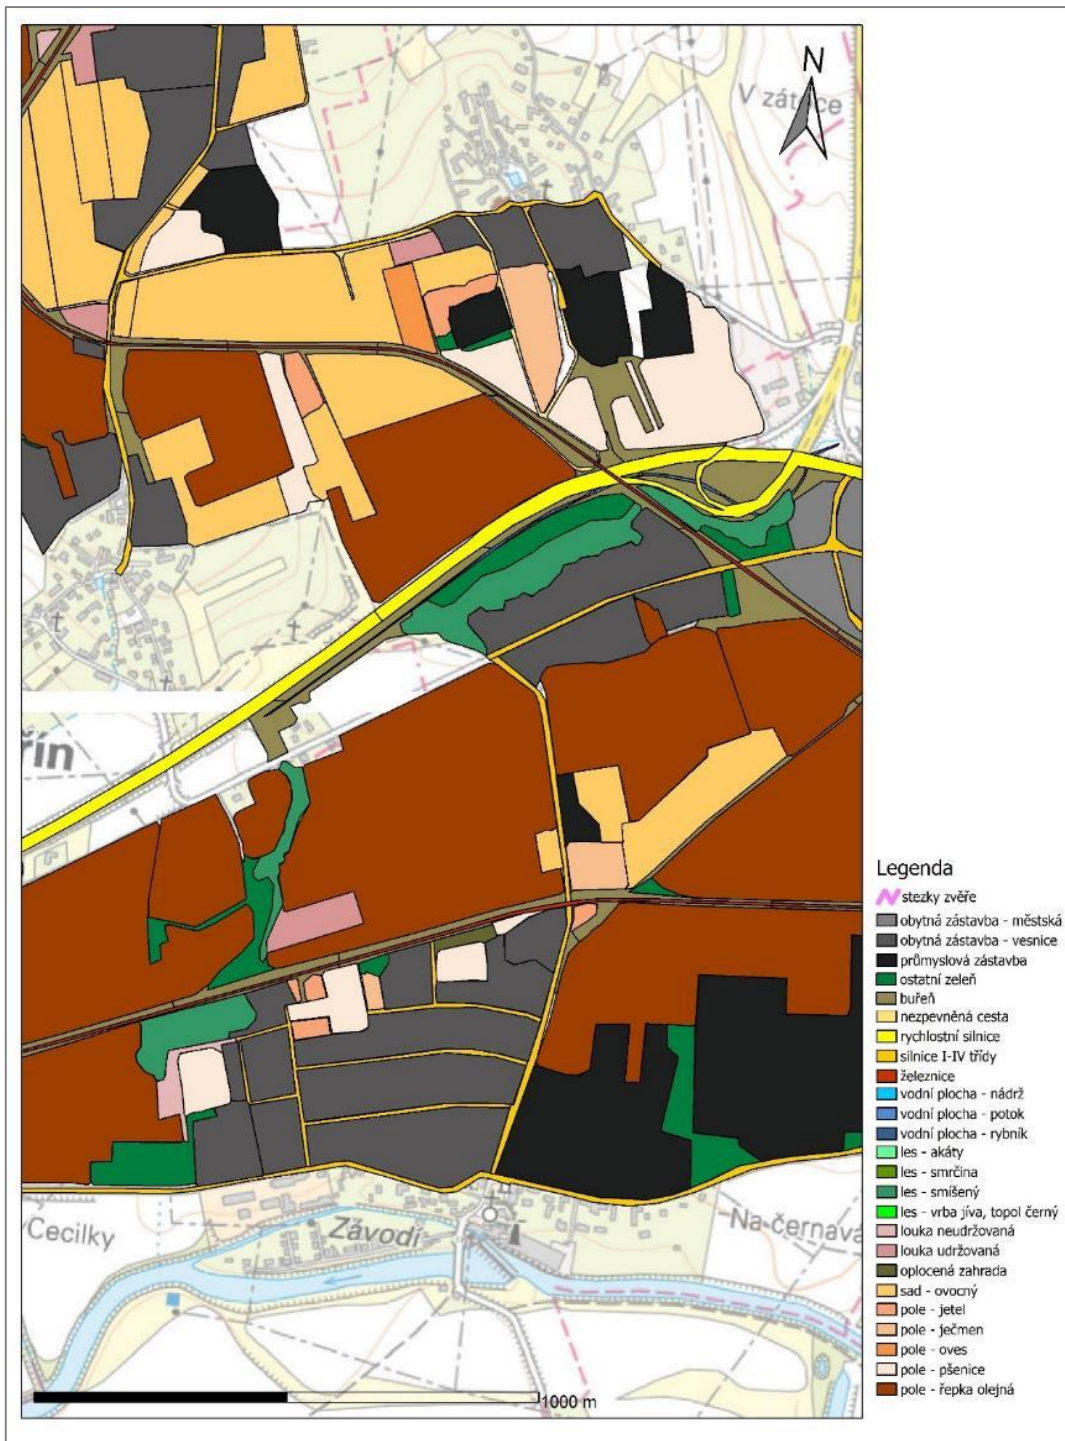 N
V zátoce
řín
Cecilky
Závodí
Na černavá
1000 m
Legenda
stezky zvěře
obytná zástavba - městská
obytná zástavba - vesnice
průmyslová zástavba
ostatní zeleň
buřeň
nezpevněná cesta
rychlostní silnice
silnice I-IV třídy
železnice
vodní plocha - nádrž
vodní plocha - potok
vodní plocha - rybník
les - akáty
les - smrčina
les - smíšený
les - vrba jíva, topol černý
louka neudržovaná
louka udržovaná
oplocená zahrada
sad - ovocný
pole - jetel
pole - ječmen
pole - oves
pole - pšenice
pole - řepka olejná